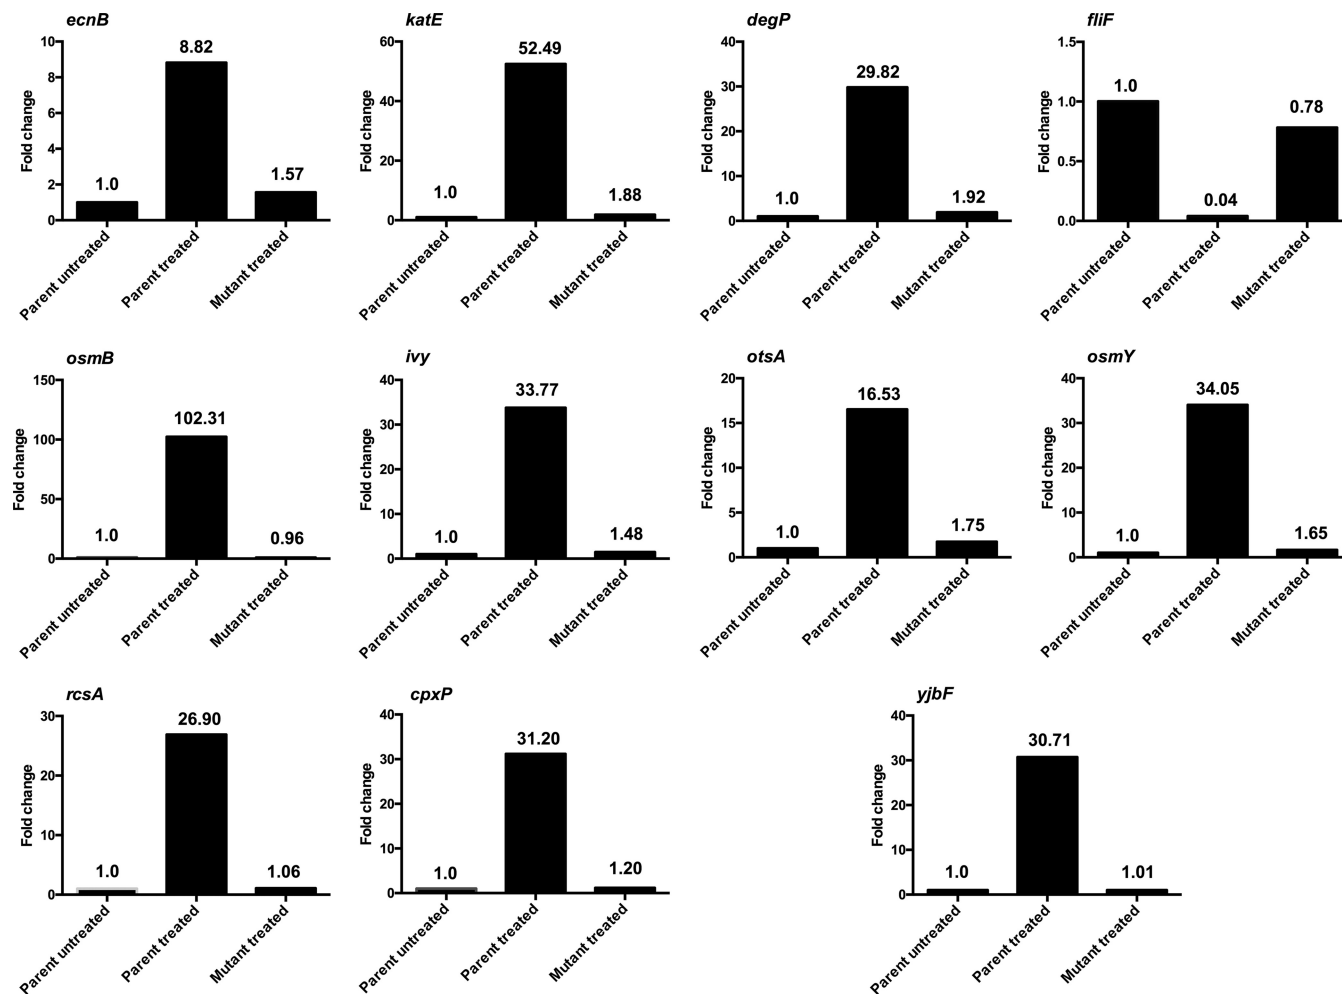 ecnB
10
8
6
4
2
0
Fold change
1.0
8.82
1.57
Parent untreated
Parent treated
Mutant treated
katE
60
40
20
0
Fold change
1.0
52.49
1.88
Parent untreated
Parent treated
Mutant treated
degP
40
30
20
10
0
Fold change
1.0
29.82
1.92
Parent untreated
Parent treated
Mutant treated
fliF
1.5
1.0
0.5
0.0
Fold change
1.0
0.04
0.78
Parent untreated
Parent treated
Mutant treated
osmB
150
100
50
0
Fold change
1.0
102.31
0.96
Parent untreated
Parent treated
Mutant treated
ivy
40
30
20
10
0
Fold change
1.0
33.77
1.48
Parent untreated
Parent treated
Mutant treated
otsA
20
15
10
5
0
Fold change
1.0
16.53
1.75
Parent untreated
Parent treated
Mutant treated
osmY
40
30
20
10
0
Fold change
1.0
34.05
1.65
Parent untreated
Parent treated
Mutant treated
rcsA
30
20
10
0
Fold change
1.0
26.90
1.06
Parent untreated
Parent treated
Mutant treated
cpxP
40
30
20
10
0
Fold change
1.0
31.20
1.20
Parent untreated
Parent treated
Mutant treated
yjbF
40
30
20
10
0
Fold change
1.0
30.71
1.01
Parent untreated
Parent treated
Mutant treated